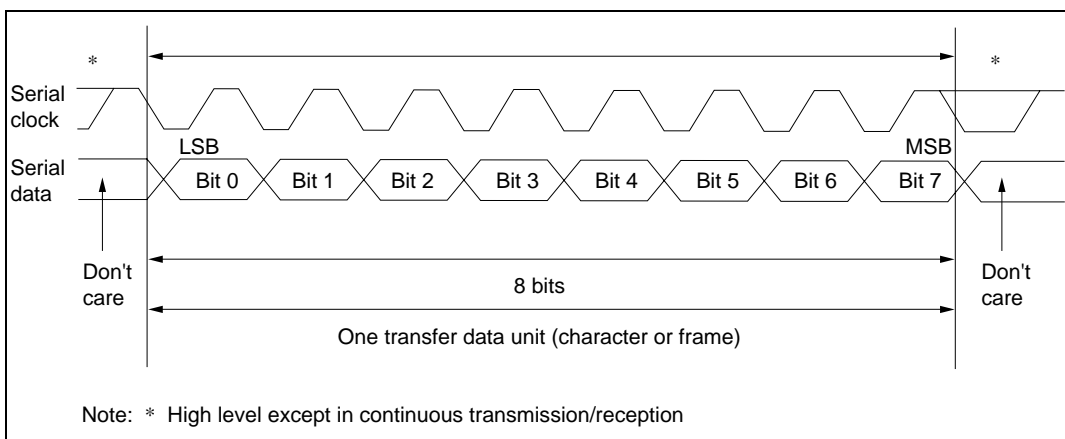 * *
Serial
clock
LSB MSB
Serial
data
Bit 0 Bit 1 Bit 2 Bit 3 Bit 4 Bit 5 Bit 6 Bit 7
Don't
care
Don't
care
8 bits
One transfer data unit (character or frame)
Note: * High level except in continuous transmission/reception